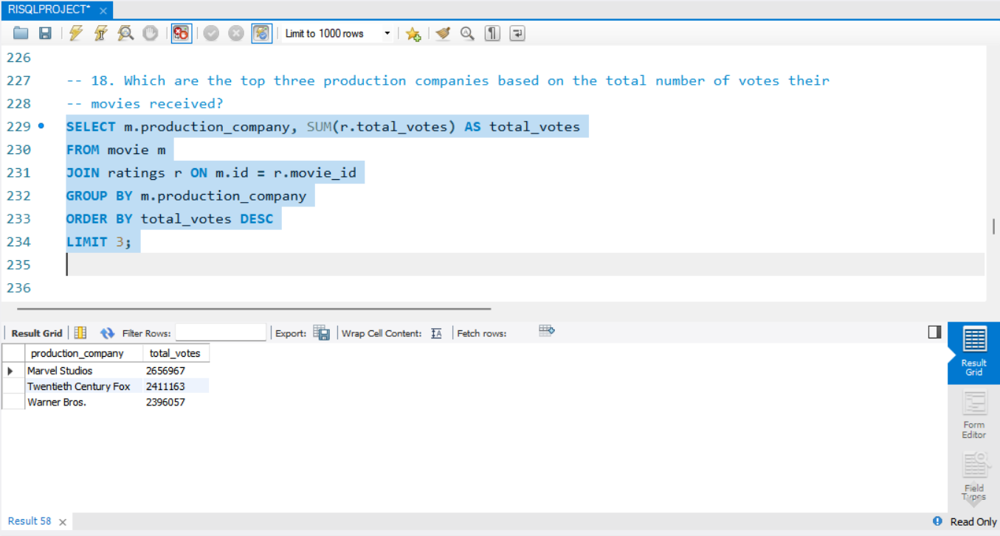 RISQLPROJECT*
Limit to 1000 rows
226
227 -- 18. Which are the top three production companies based on the total number of votes their
228 -- movies received?
229 SELECT m.production_company, SUM(r.total_votes) AS total_votes
230 FROM movie m
231 JOIN ratings r ON m.id = r.movie_id
232 GROUP BY m.production_company
233 ORDER BY total_votes DESC
234 LIMIT 3;
235
236
Result Grid Filter Rows: Export: Wrap Cell Content: Fetch rows:
production_company total_votes
Marvel Studios 2656967
Twentieth Century Fox 2411163
Warner Bros. 2396057
Result
Grid
Form
Editor
Field
Types
Result 58 Read Only